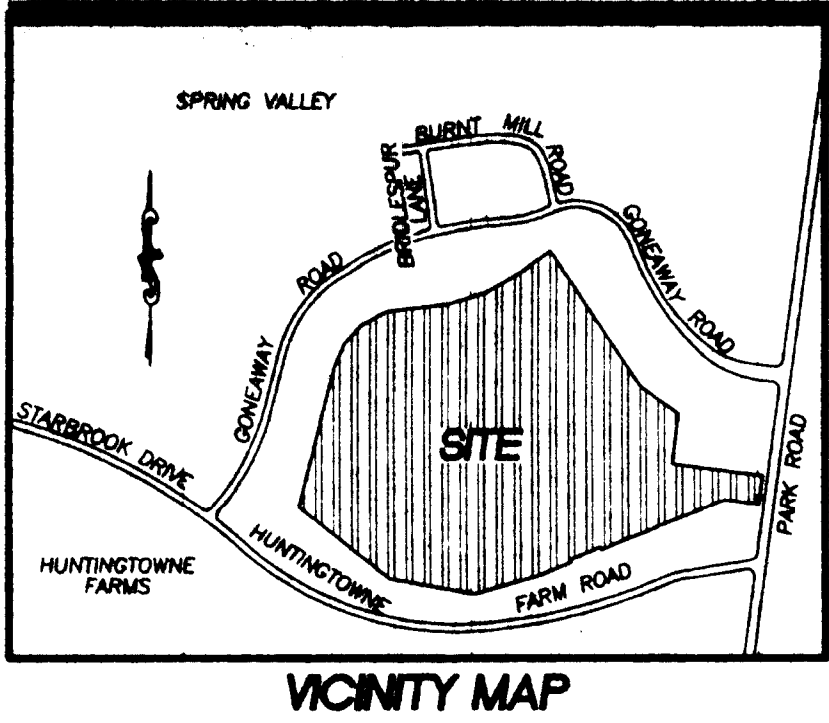 SPRING VALLEY
BURNT MILL
ROAD
BRIDLESPUR
LANE
GONEAWAY ROAD
GONEAWAY ROAD
STARBROOK DRIVE
SITE
PARK ROAD
HUNTINGTOWNE
FARM ROAD
HUNTINGTOWNE
FARMS
VICINITY MAP